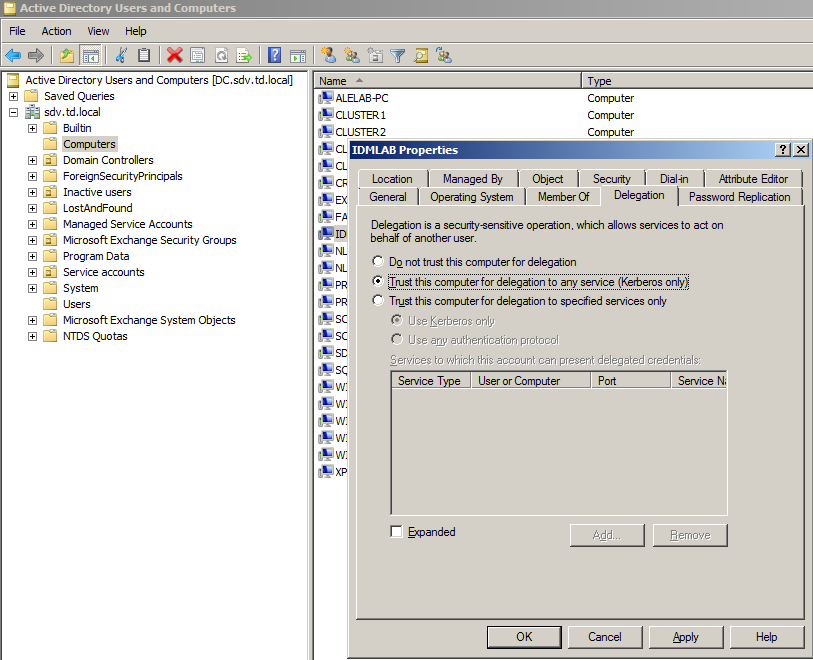 Active Directory Users and Computers
File Action View Help
Active Directory Users and Computers [DC.sdv.td.local]
Saved Queries
sdv.td.local
Builtin
Computers
Domain Controllers
ForeignSecurityPrincipals
Inactive users
LostAndFound
Managed Service Accounts
Microsoft Exchange Security Groups
Program Data
Service accounts
System
Users
Microsoft Exchange System Objects
NTDS Quotas
Name Type
ALELAB-PC Computer
CLUSTER1 Computer
CLUSTER2 Computer
CL
CL
CR
EX
FA
ID
NL
NL
PR
PR
SC
SC
SD
SQ
WI
WI
WI
WI
WI
XP
IDMLAB Properties
Location Managed By Object Security Dial-in Attribute Editor
General Operating System Member Of Delegation Password Replication
Delegation is a security-sensitive operation, which allows services to act on
behalf of another user.
Do not trust this computer for delegation
Trust this computer for delegation to any service (Kerberos only)
Trust this computer for delegation to specified services only
Use Kerberos only
Use any authentication protocol
Services to which this account can present delegated credentials:
Service Type User or Computer Port Service Na
Expanded Add... Remove
OK Cancel Apply Help